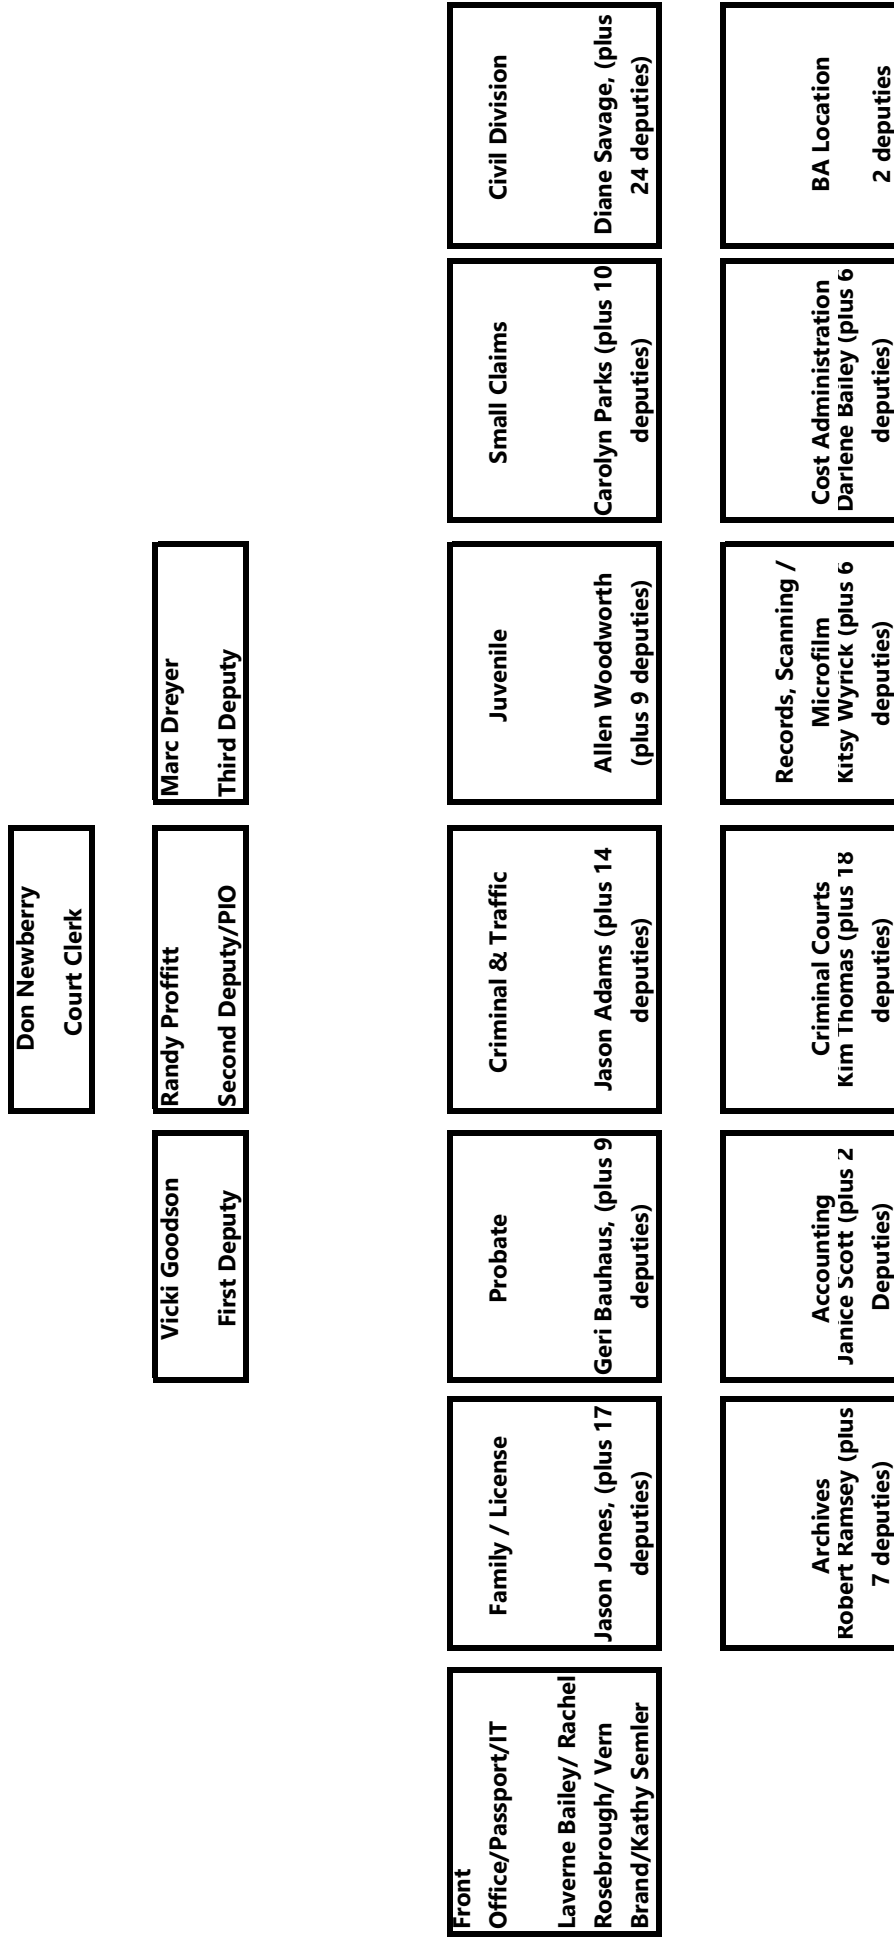 Don Newberry
Court Clerk
Vicki Goodson
First Deputy
Randy Proffitt
Second Deputy/PIO
Marc Dreyer
Third Deputy
Front
Office/Passport/IT
Laverne Bailey/ Rachel
Rosebrough/ Vern
Brand/Kathy Semler
Family / License
Jason Jones, (plus 17
deputies)
Probate
Geri Bauhaus, (plus 9
deputies)
Criminal & Traffic
Jason Adams (plus 14
deputies)
Juvenile
Allen Woodworth
(plus 9 deputies)
Small Claims
Carolyn Parks (plus 10
deputies)
Civil Division
Diane Savage, (plus
24 deputies)
Archives
Robert Ramsey (plus
7 deputies)
Accounting
Janice Scott (plus 2
Deputies)
Criminal Courts
Kim Thomas (plus 18
deputies)
Records, Scanning /
Microfilm
Kitsy Wyrick (plus 6
deputies)
Cost Administration
Darlene Bailey (plus 6
deputies)
BA Location
2 deputies